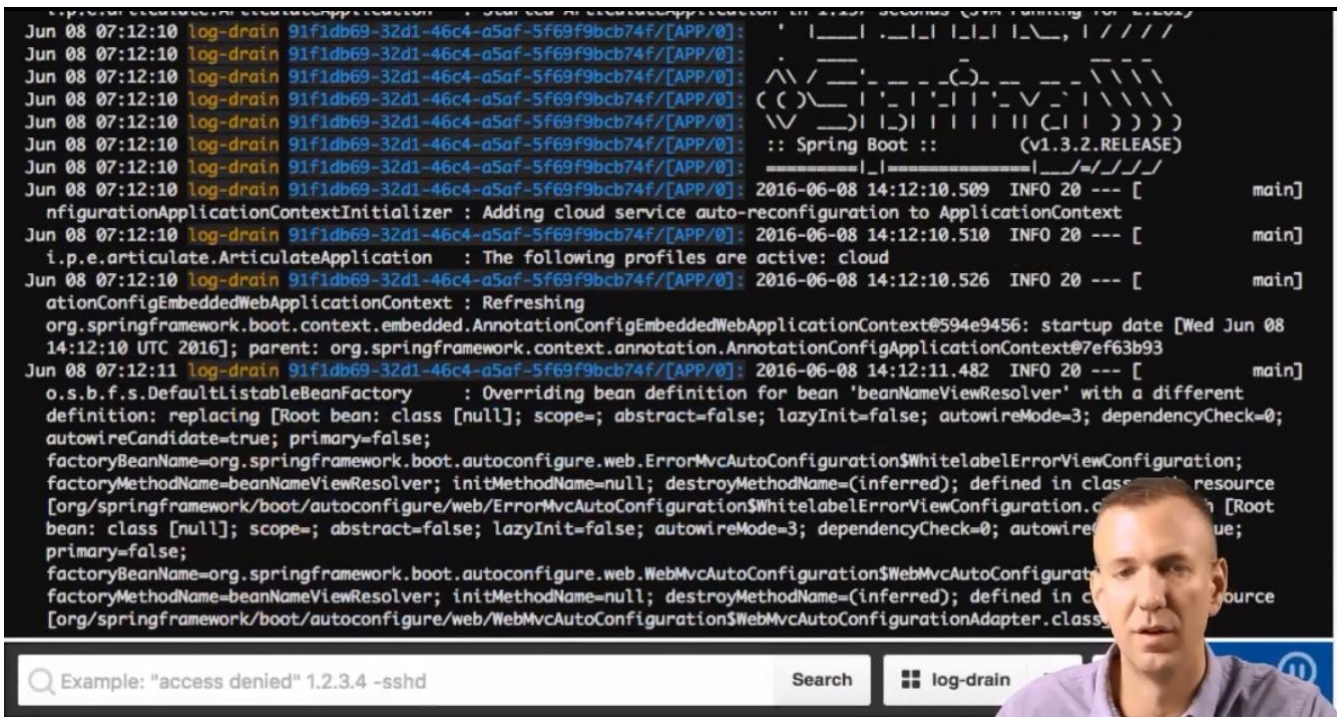 i.p.e.articulate.ArticulateApplication : Started ArticulateApplication in 1.157 seconds (JVM running for 2.201)
Jun 08 07:12:10 log-drain 91f1db69-32d1-46c4-a5af-5f69f9bcb74f/[APP/0]:
Jun 08 07:12:10 log-drain 91f1db69-32d1-46c4-a5af-5f69f9bcb74f/[APP/0]:
Jun 08 07:12:10 log-drain 91f1db69-32d1-46c4-a5af-5f69f9bcb74f/[APP/0]:
Jun 08 07:12:10 log-drain 91f1db69-32d1-46c4-a5af-5f69f9bcb74f/[APP/0]:
Jun 08 07:12:10 log-drain 91f1db69-32d1-46c4-a5af-5f69f9bcb74f/[APP/0]:
Jun 08 07:12:10 log-drain 91f1db69-32d1-46c4-a5af-5f69f9bcb74f/[APP/0]: :: Spring Boot :: (v1.3.2.RELEASE)
Jun 08 07:12:10 log-drain 91f1db69-32d1-46c4-a5af-5f69f9bcb74f/[APP/0]:
Jun 08 07:12:10 log-drain 91f1db69-32d1-46c4-a5af-5f69f9bcb74f/[APP/0]: 2016-06-08 14:12:10.509 INFO 20 --- [ main]
nfigurationApplicationContextInitializer : Adding cloud service auto-reconfiguration to ApplicationContext
Jun 08 07:12:10 log-drain 91f1db69-32d1-46c4-a5af-5f69f9bcb74f/[APP/0]: 2016-06-08 14:12:10.510 INFO 20 --- [ main]
i.p.e.articulate.ArticulateApplication : The following profiles are active: cloud
Jun 08 07:12:10 log-drain 91f1db69-32d1-46c4-a5af-5f69f9bcb74f/[APP/0]: 2016-06-08 14:12:10.526 INFO 20 --- [ main]
ationConfigEmbeddedWebApplicationContext : Refreshing
org.springframework.boot.context.embedded.AnnotationConfigEmbeddedWebApplicationContext@594e9456: startup date [Wed Jun 08
14:12:10 UTC 2016]; parent: org.springframework.context.annotation.AnnotationConfigApplicationContext@7ef63b93
Jun 08 07:12:11 log-drain 91f1db69-32d1-46c4-a5af-5f69f9bcb74f/[APP/0]: 2016-06-08 14:12:11.482 INFO 20 --- [ main]
o.s.b.f.s.DefaultListableBeanFactory : Overriding bean definition for bean 'beanNameViewResolver' with a different
definition: replacing [Root bean: class [null]; scope=; abstract=false; lazyInit=false; autowireMode=3; dependencyCheck=0;
autowireCandidate=true; primary=false;
factoryBeanName=org.springframework.boot.autoconfigure.web.ErrorMvcAutoConfiguration$WhitelabelErrorViewConfiguration;
factoryMethodName=beanNameViewResolver; initMethodName=null; destroyMethodName=(inferred); defined in class resource
[org/springframework/boot/autoconfigure/web/ErrorMvcAutoConfiguration$WhitelabelErrorViewConfiguration.c [Root
bean: class [null]; scope=; abstract=false; lazyInit=false; autowireMode=3; dependencyCheck=0; autowire ue;
primary=false;
factoryBeanName=org.springframework.boot.autoconfigure.web.WebMvcAutoConfiguration$WebMvcAutoConfigurat
factoryMethodName=beanNameViewResolver; initMethodName=null; destroyMethodName=(inferred); defined in c ource
[org/springframework/boot/autoconfigure/web/WebMvcAutoConfiguration$WebMvcAutoConfigurationAdapter.class
Example: "access denied" 1.2.3.4 -sshd Search log-drain